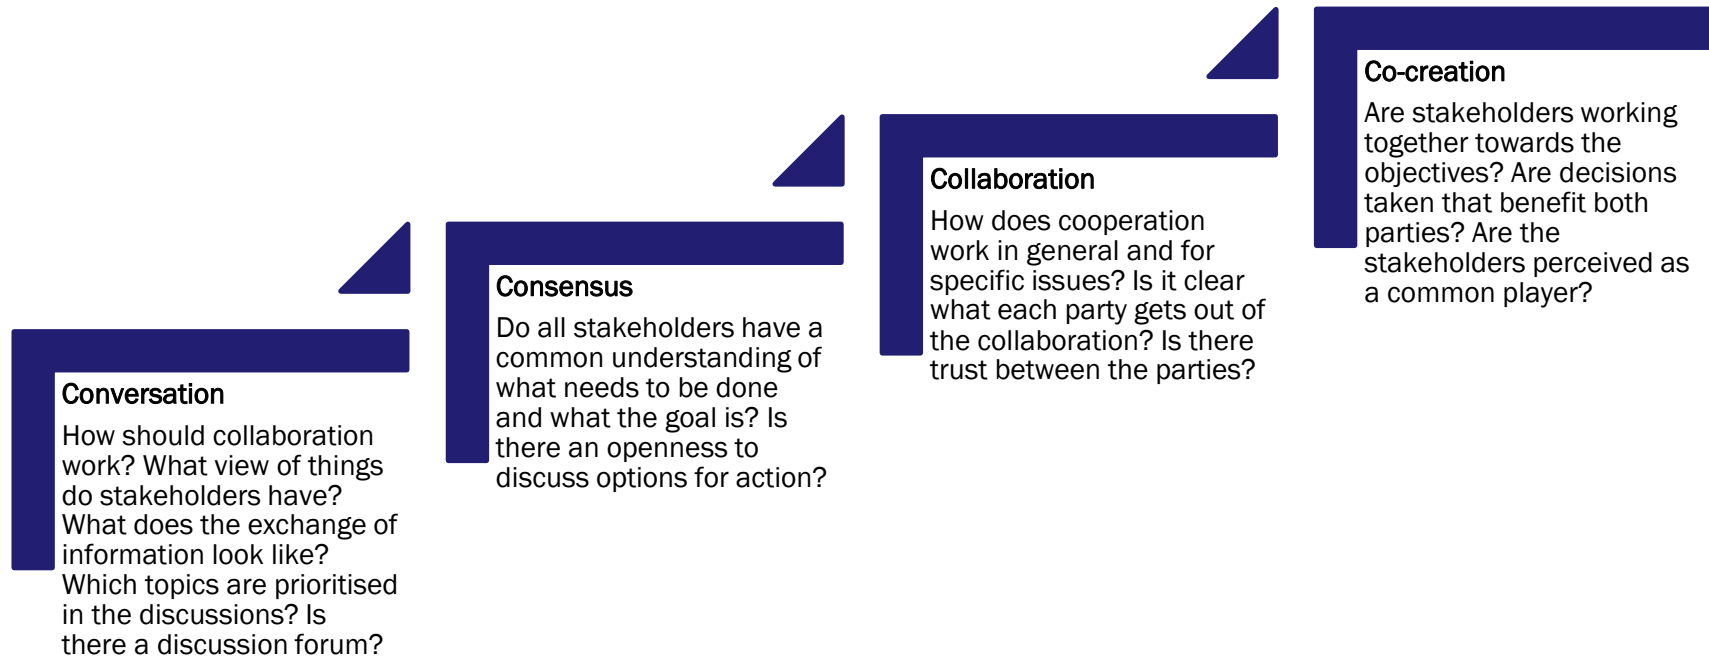 Conversation
How should collaboration
work? What view of things
do stakeholders have?
What does the exchange of
information look like?
Which topics are prioritised
in the discussions? Is
there a discussion forum?
Consensus
Do all stakeholders have a
common understanding of
what needs to be done
and what the goal is? Is
there an openness to
discuss options for action?
Collaboration
How does cooperation
work in general and for
specific issues? Is it clear
what each party gets out of
the collaboration? Is there
trust between the parties?
Co-creation
Are stakeholders working
together towards the
objectives? Are decisions
taken that benefit both
parties? Are the
stakeholders perceived as
a common player?